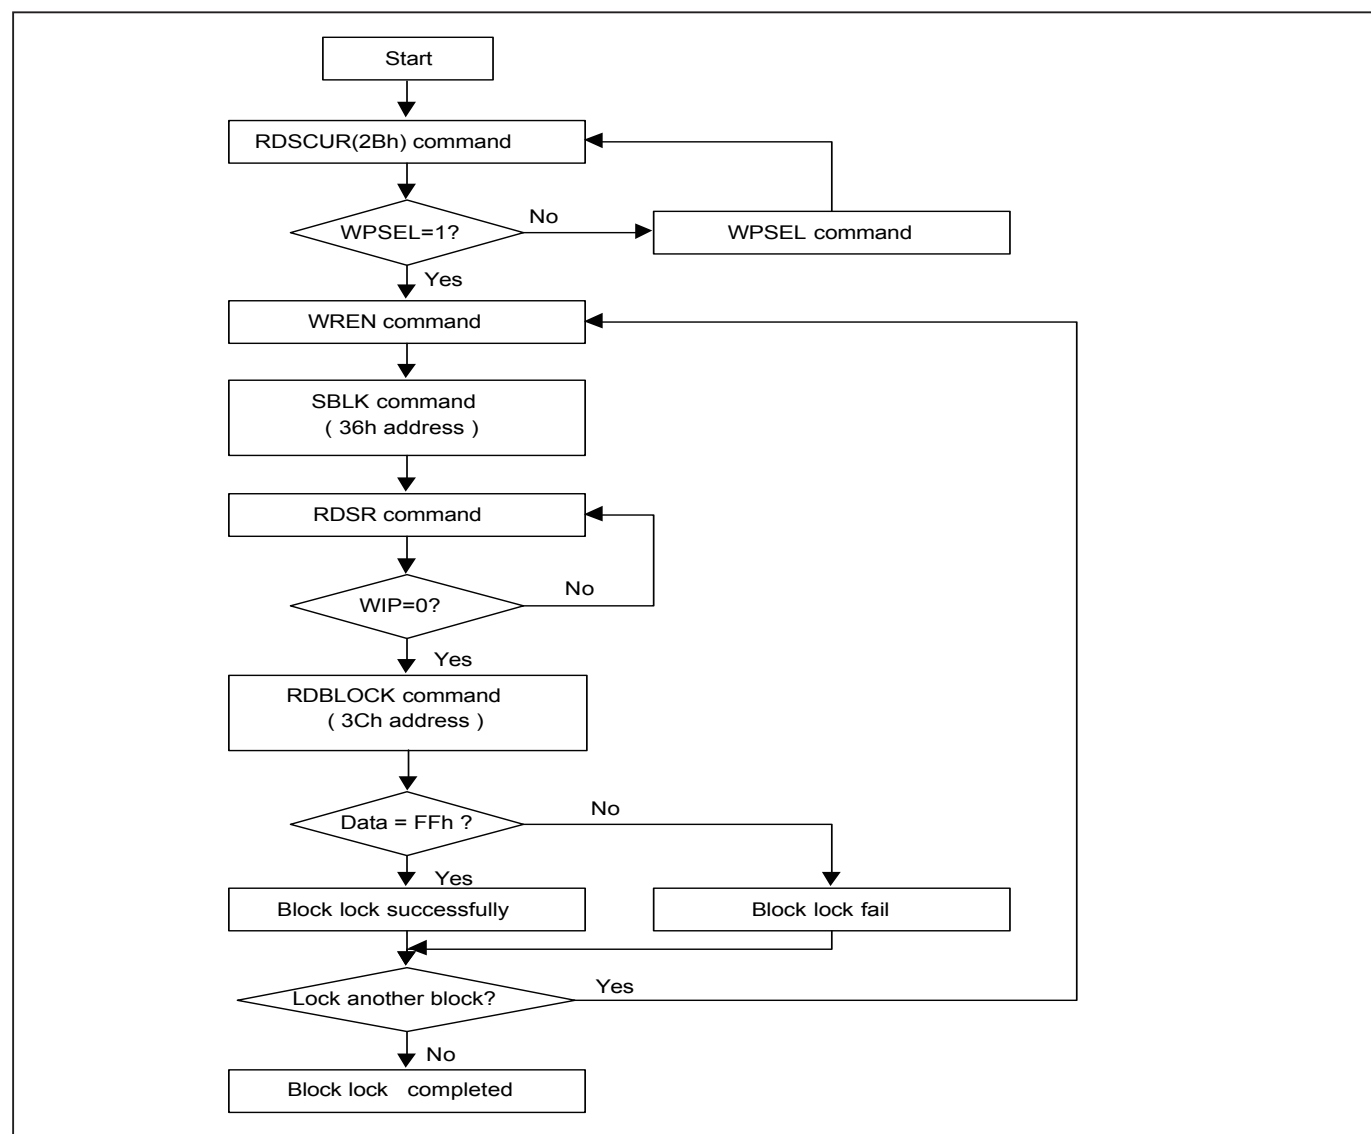 Start
RDSCUR(2Bh) command
WPSEL=1?
No
WPSEL command
Yes
WREN command
SBLK command
( 36h address )
RDSR command
WIP=0?
No
Yes
RDBLOCK command
( 3Ch address )
Data = FFh ?
No
Yes
Block lock successfully
Block lock fail
Lock another block?
Yes
No
Block lock completed